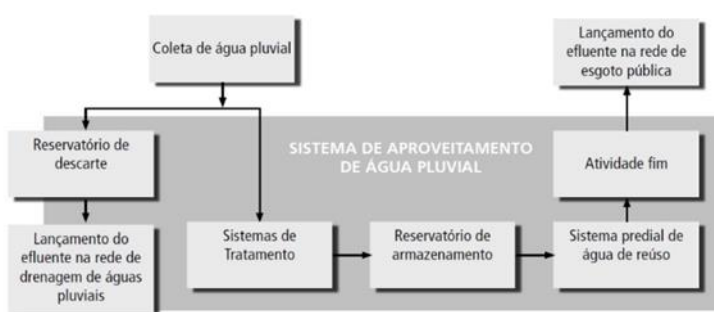 Coleta de água pluvial
Lançamento do
efluente na rede de
esgoto pública
Reservatório de
descarte
SISTEMA DE APROVEITAMENTO
DE ÁGUA PLUVIAL
Atividade fim
Lançamento do
efluente na rede de
drenagem de águas
pluviais
Sistemas de
Tratamento
Reservatório de
armazenamento
Sistema predial de
água de reúso